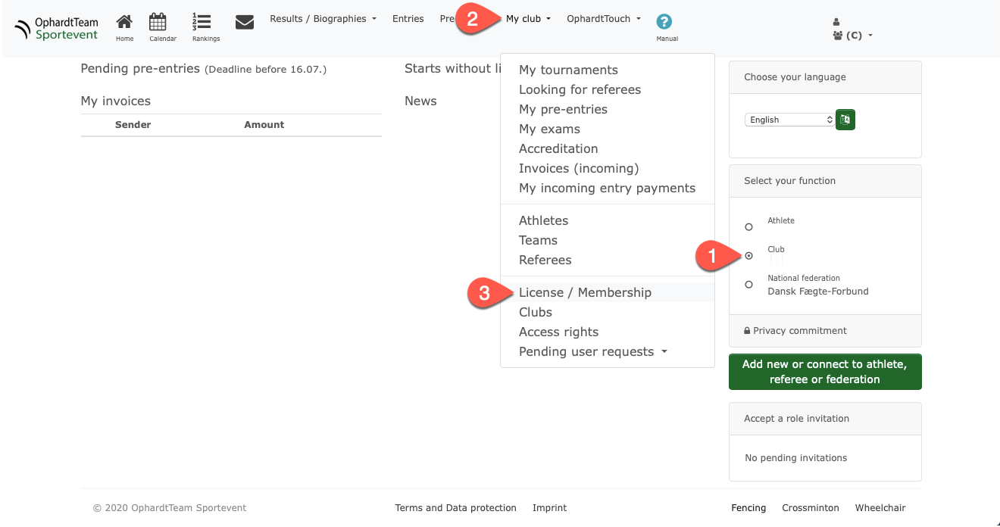 OphardtTeam
Sportevent
Home
Calendar
1
2
3
Rankings
Results / Biographies
Entries
2
My club
OphardtTouch
?
Manual
(C)
Pending pre-entries (Deadline before 16.07.)
My invoices
Sender Amount
Starts without
News
My tournaments
Looking for referees
My pre-entries
My exams
Accreditation
Invoices (incoming)
My incoming entry payments
Athletes
Teams
Referees
3
License / Membership
Clubs
Access rights
Pending user requests
Choose your language
English
Select your function
Athlete
1
Club
National federation
Dansk Fægte-Forbund
Privacy commitment
Add new or connect to athlete,
referee or federation
Accept a role invitation
No pending invitations
© 2020 OphardtTeam Sportevent
Terms and Data protection
Imprint
Fencing
Crossminton
Wheelchair